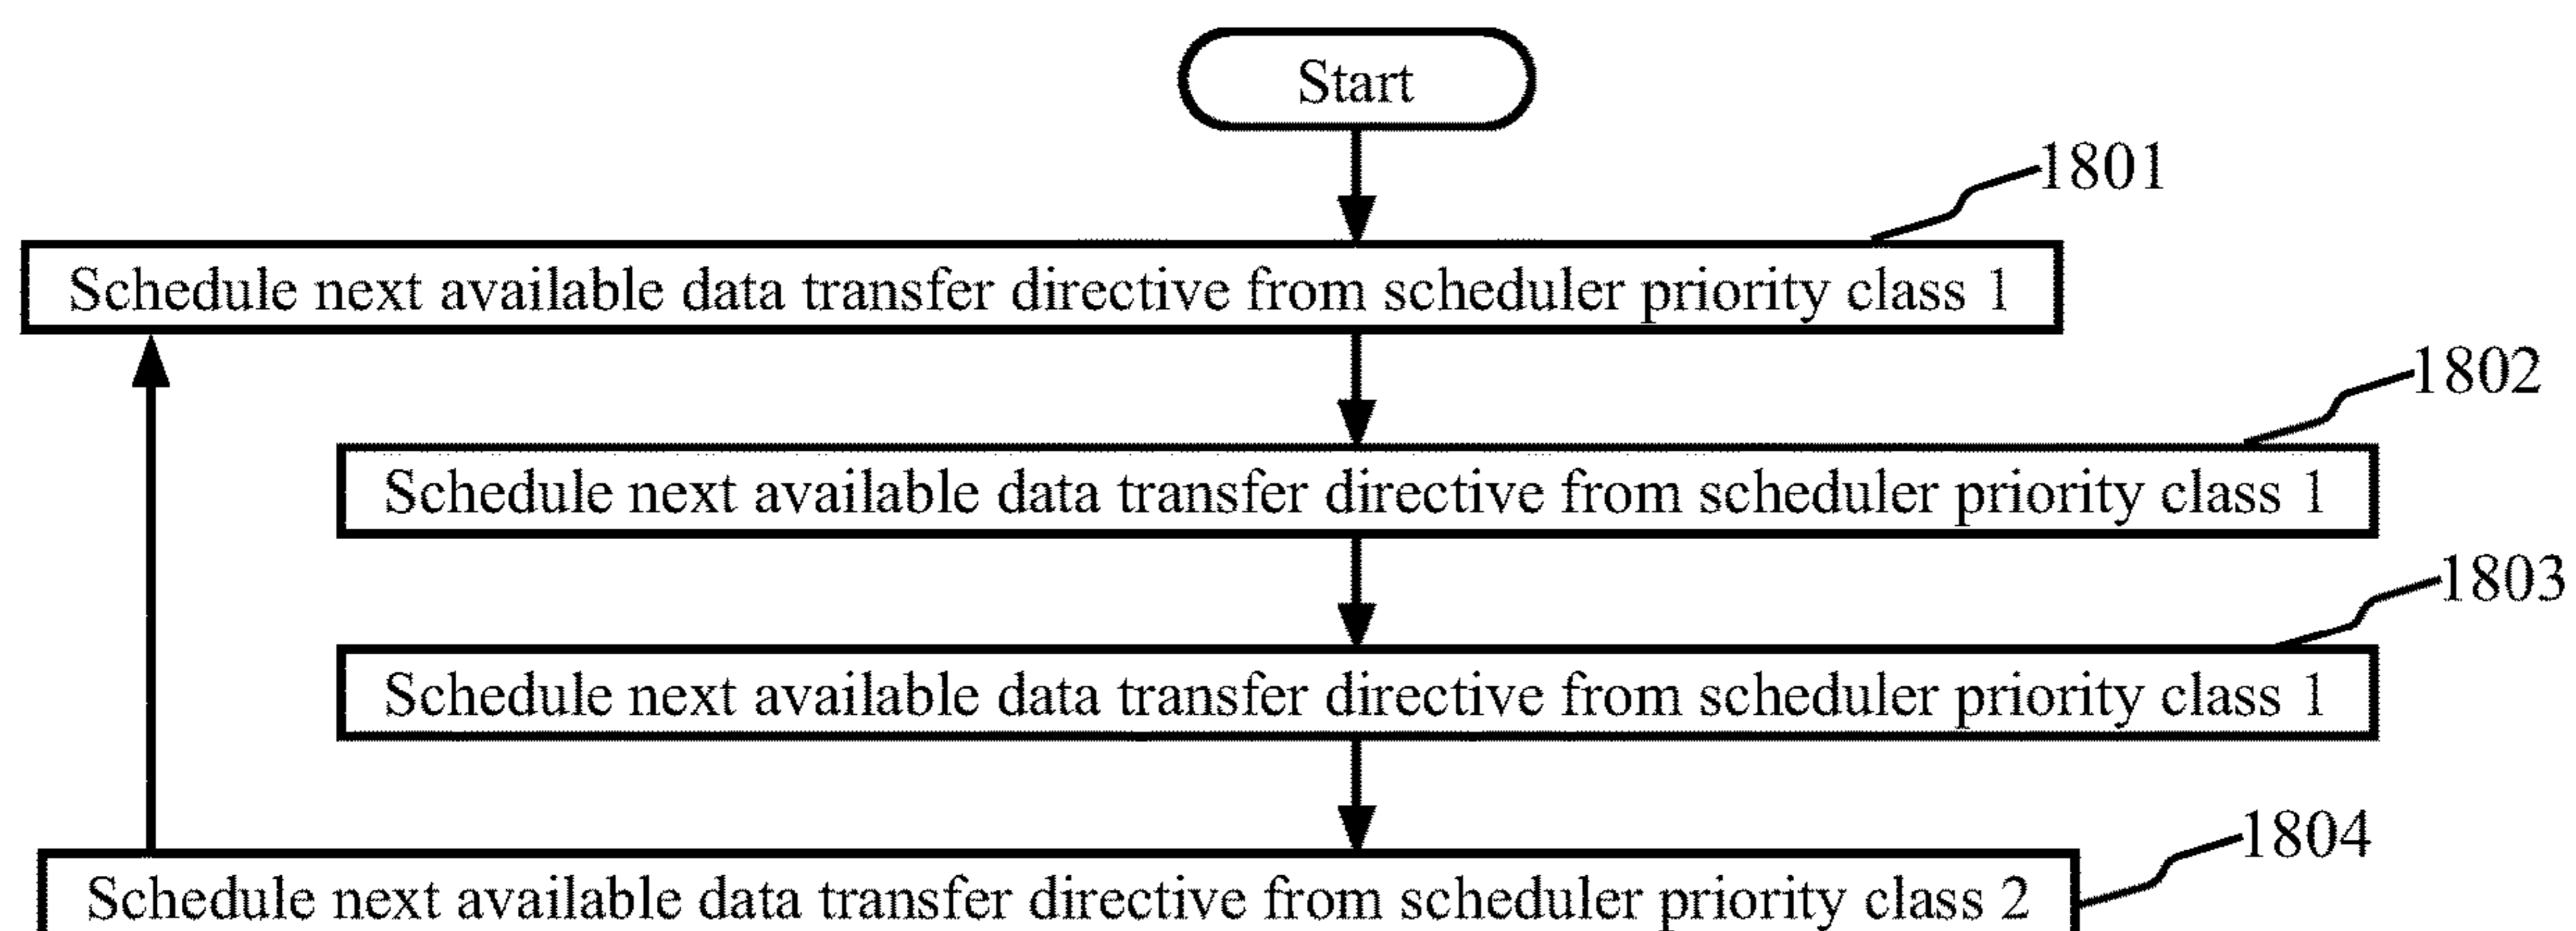 Start
1801
Schedule next available data transfer directive from scheduler priority class 1
1802
Schedule next available data transfer directive from scheduler priority class 1
1803
Schedule next available data transfer directive from scheduler priority class 1
1804
Schedule next available data transfer directive from scheduler priority class 2